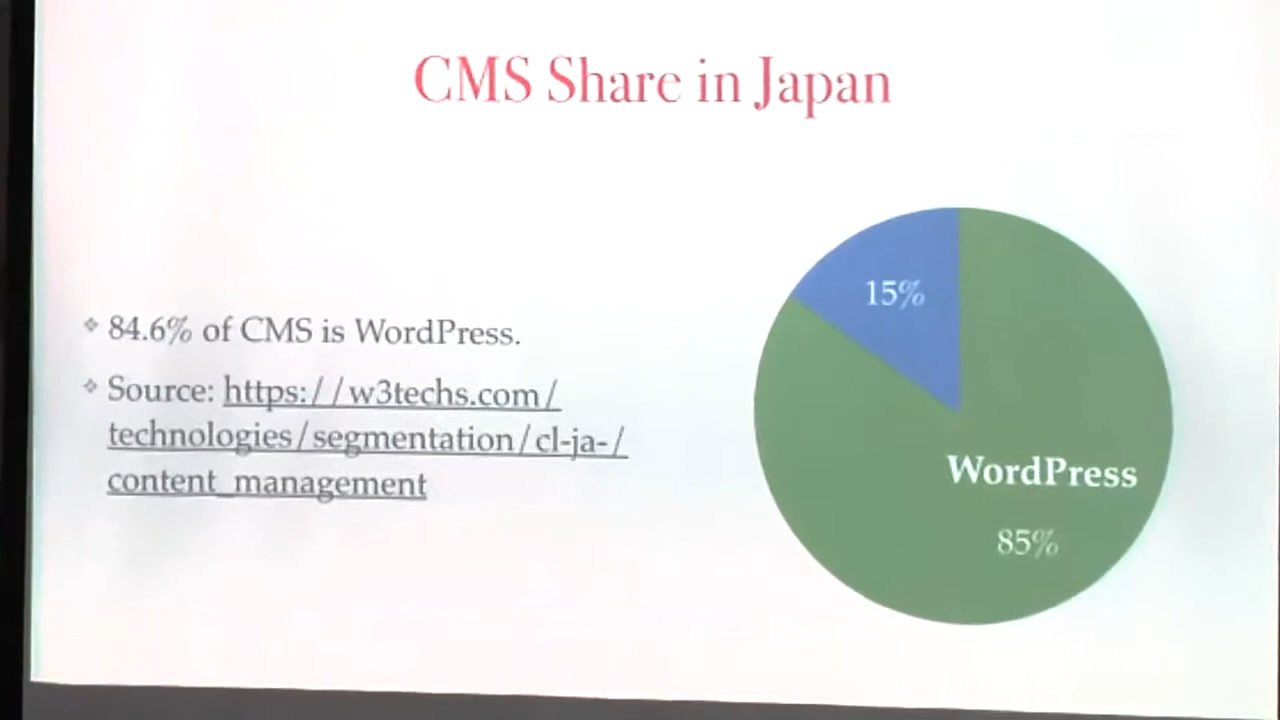 CMS Share in Japan
❖ 84.6% of CMS is WordPress.
❖ Source: https://w3techs.com/
technologies/segmentation/cl-ja-/
content_management
15%
WordPress
85%